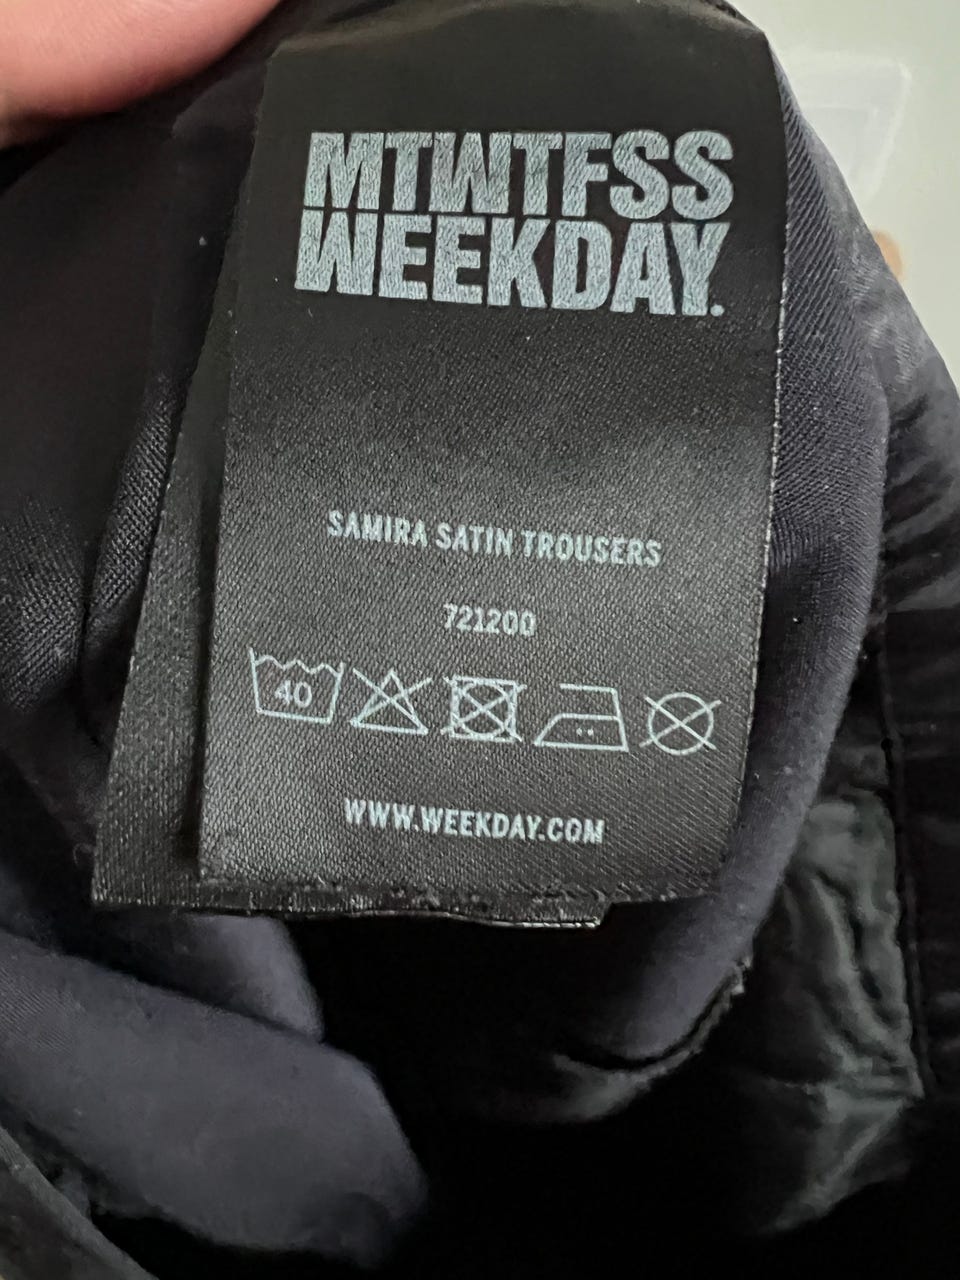 MTWTFSS
WEEKDAY.
SAMIRA SATIN TROUSERS
721200
40
WWW.WEEKDAY.COM